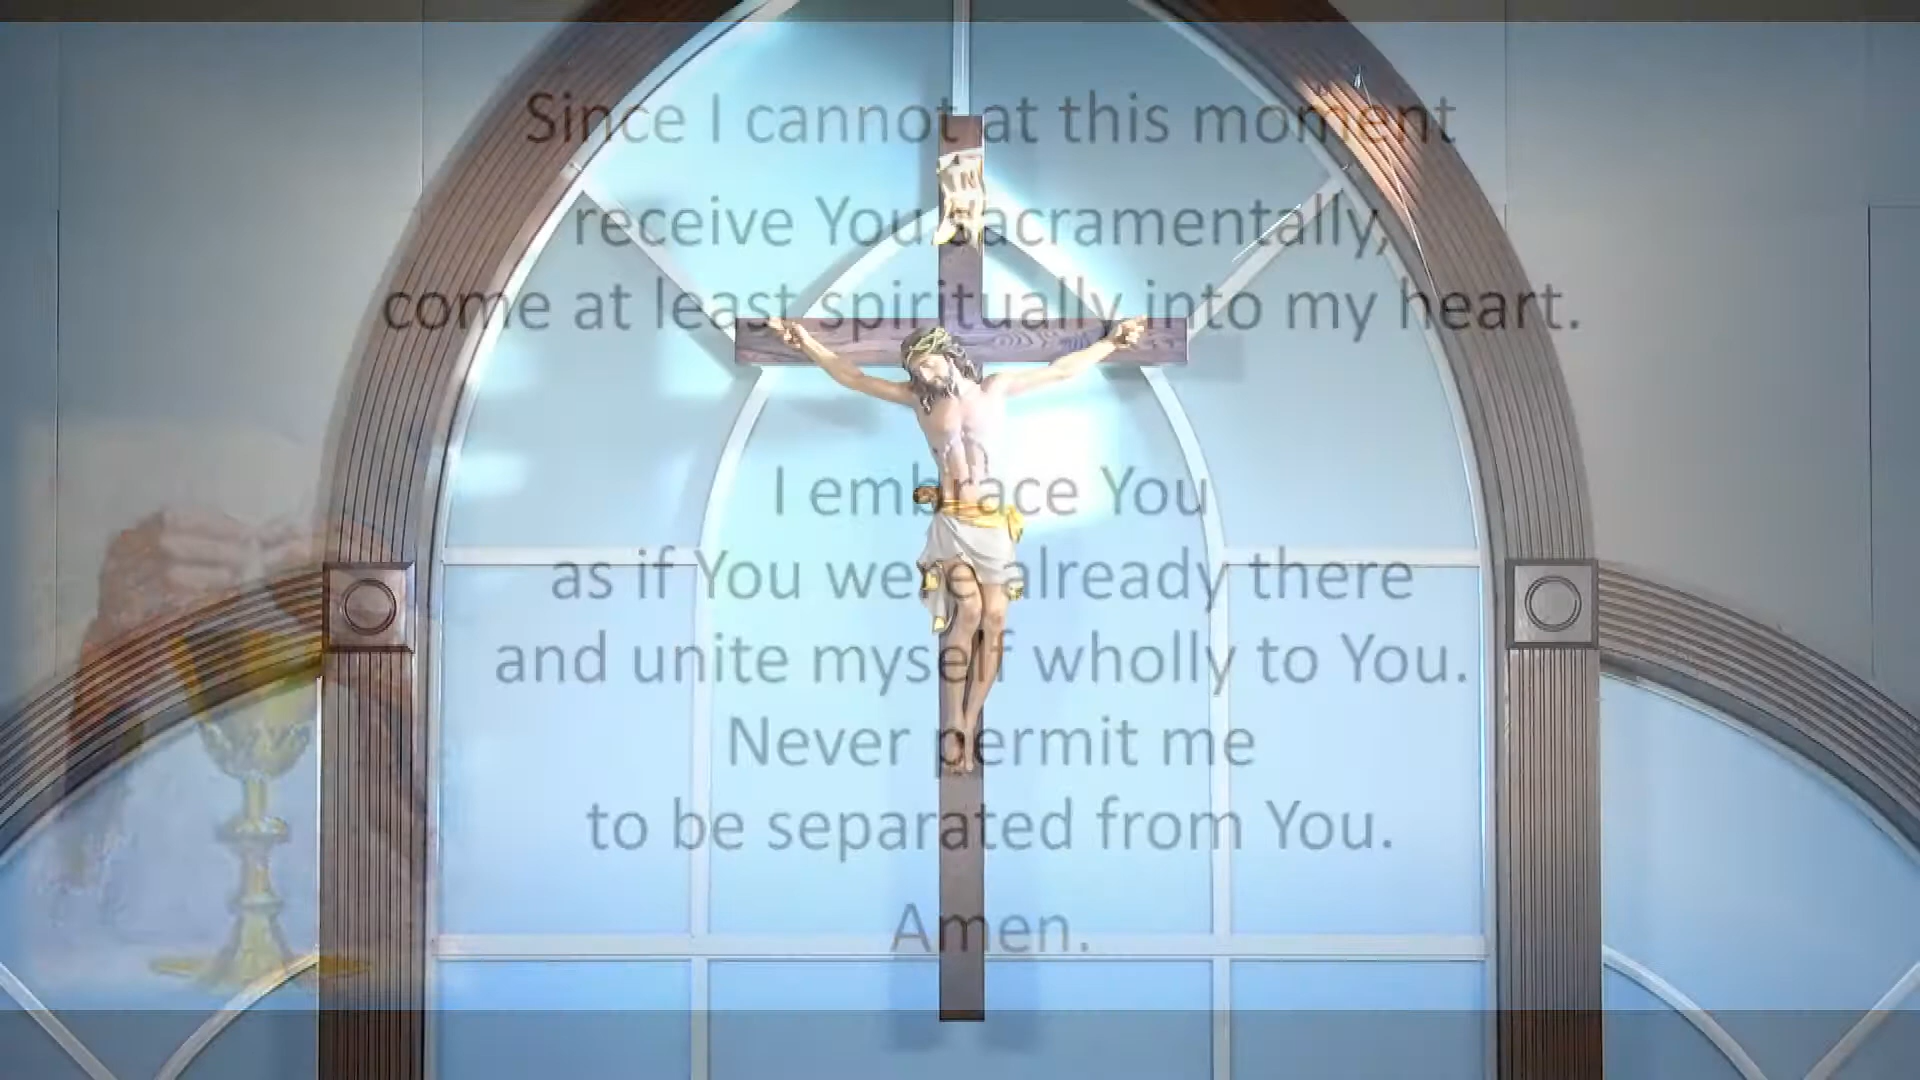 Since I cannot at this moment
receive You sacramentally,
come at least spiritually into my heart.
I embrace You
as if You were already there
and unite myself wholly to You.
Never permit me
to be separated from You.
Amen.
IN